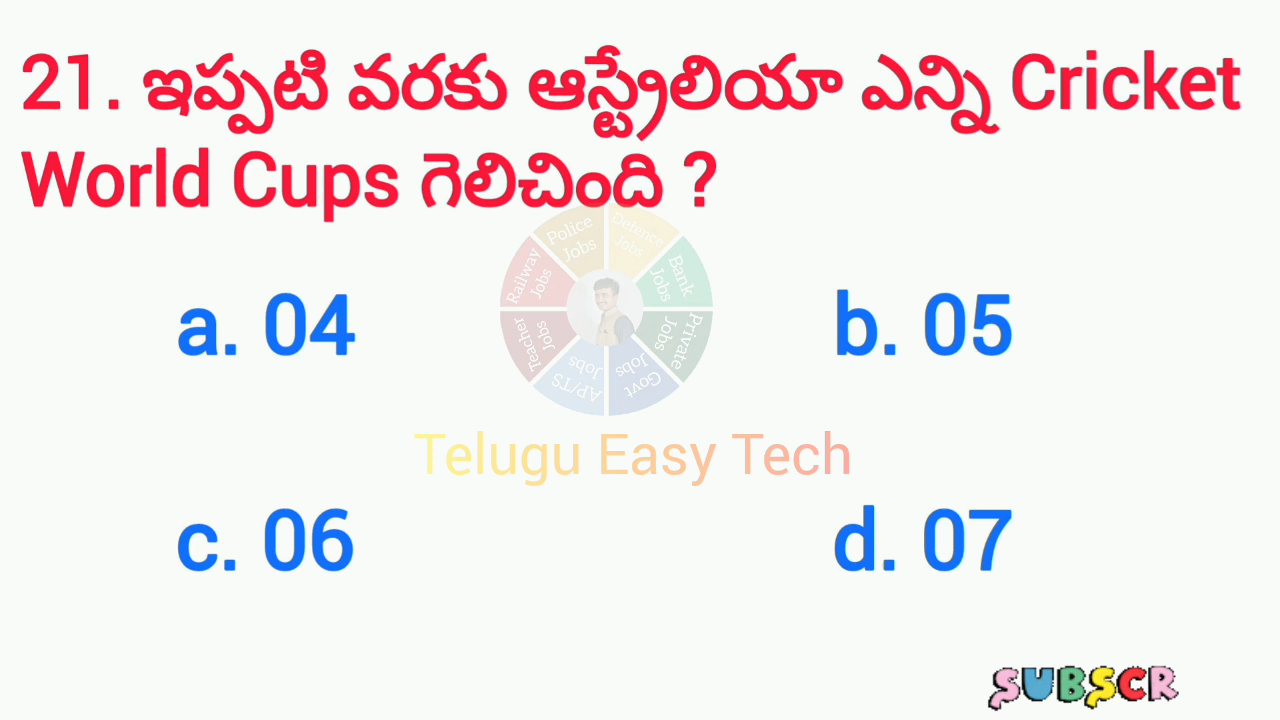 21. ఇప్పటి వరకు ఆస్ట్రేలియా ఎన్ని Cricket
World Cups గెలిచింది ?
Police Jobs
Defence Jobs
Railway Jobs
Bank Jobs
Teacher Jobs
Private Jobs
AP/TS Jobs
Govt Jobs
a. 04
b. 05
Telugu Easy Tech
c. 06
d. 07
SUBSCR